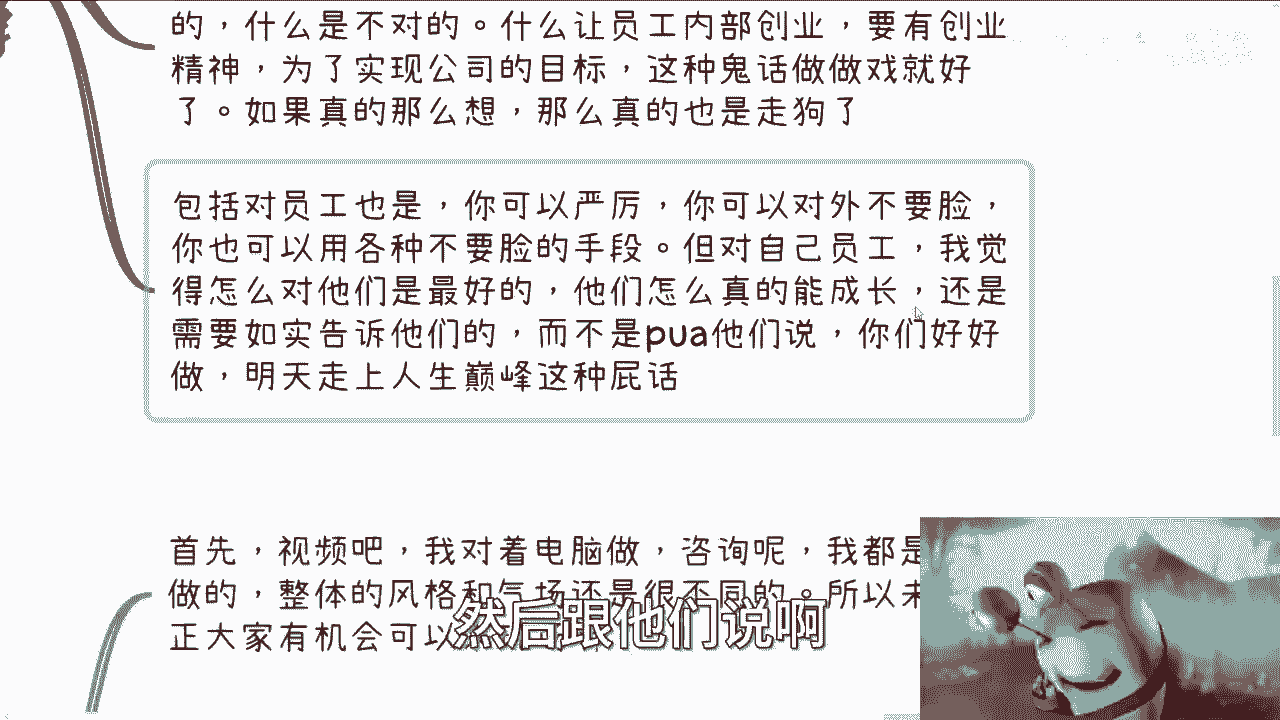 的，什么是不对的。什么让员工内部创业，要有创业
精神，为了实现公司的目标，这种鬼话做做戏就好
了。如果真的那么想，那么真的也是走狗了
包括对员工也是，你可以严厉，你可以对外不要脸，
你也可以用各种不要脸的手段。但对自己员工，我觉
得怎么对他们是最好的，他们怎么真的能成长，还是
需要如实告诉他们的，而不是pua他们说，你们好好
做，明天走上人生巅峰这种屁话
首先，视频吧，我对着电脑做，咨询呢，我都是
做的，整体的风格和气场还是很不同的。所以未
正大家有机会可以
然后跟他们说啊